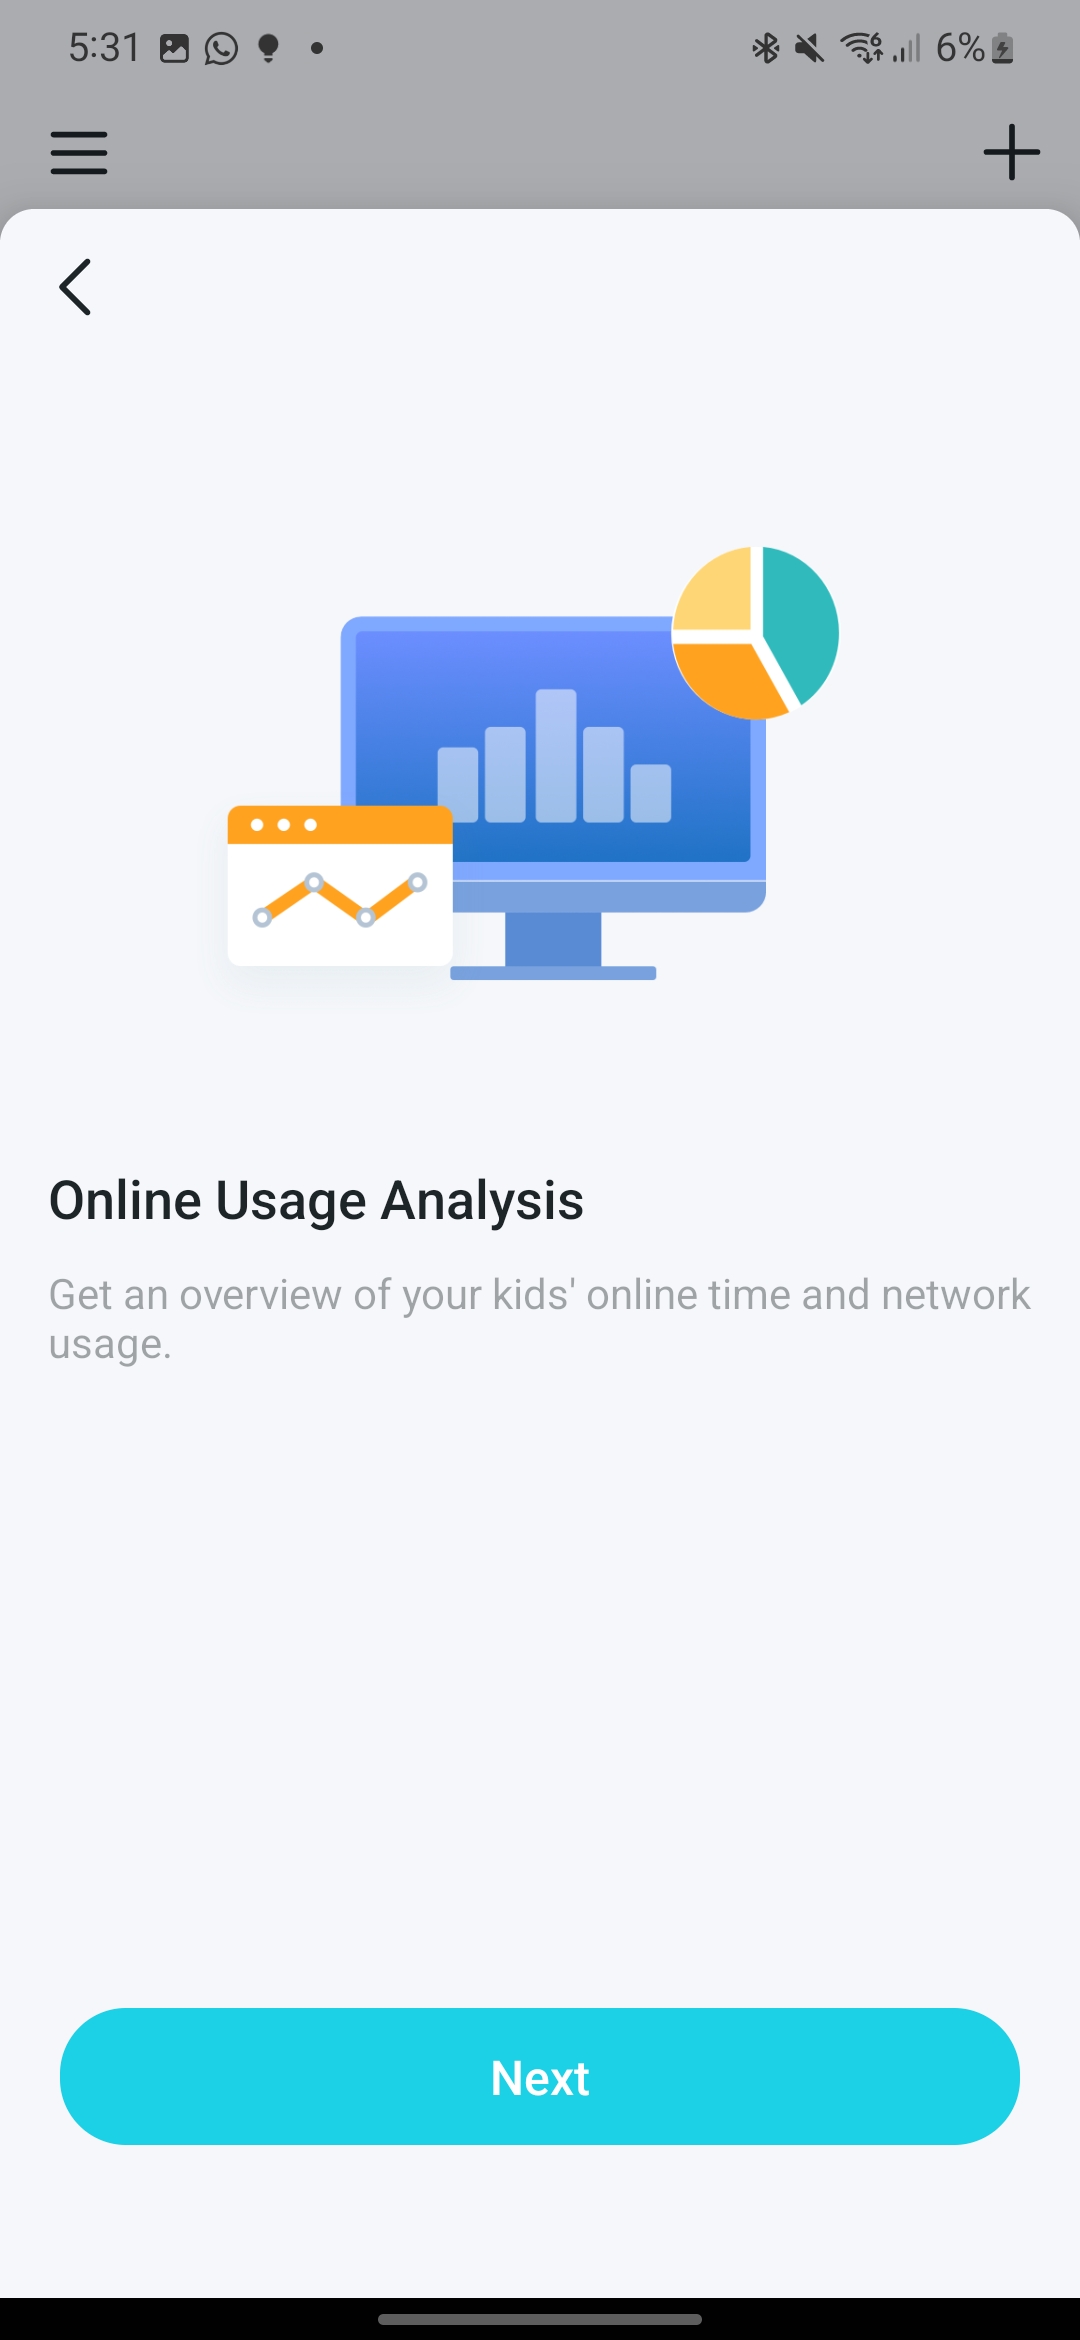 5:31
6%
Online Usage Analysis
Get an overview of your kids' online time and network
usage.
Next